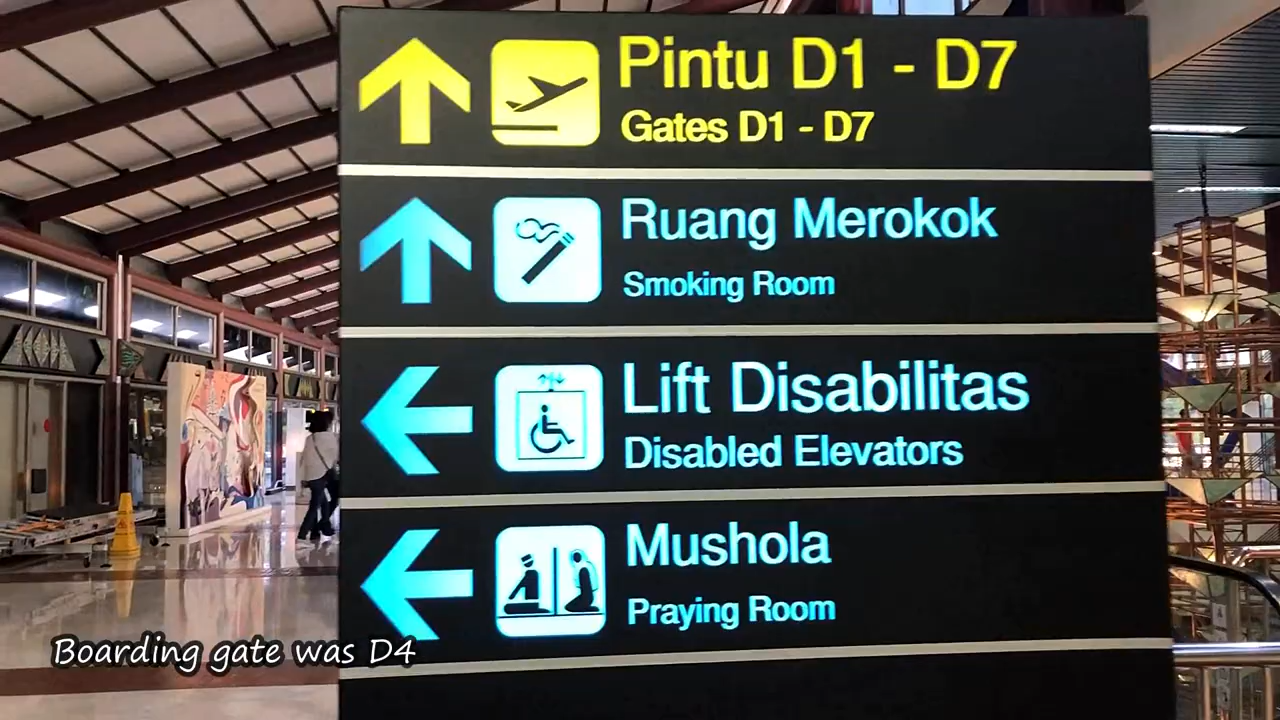 Pintu D1 - D7
Gates D1 - D7
Ruang Merokok
Smoking Room
Lift Disabilitas
Disabled Elevators
Mushola
Praying Room
Boarding gate was D4